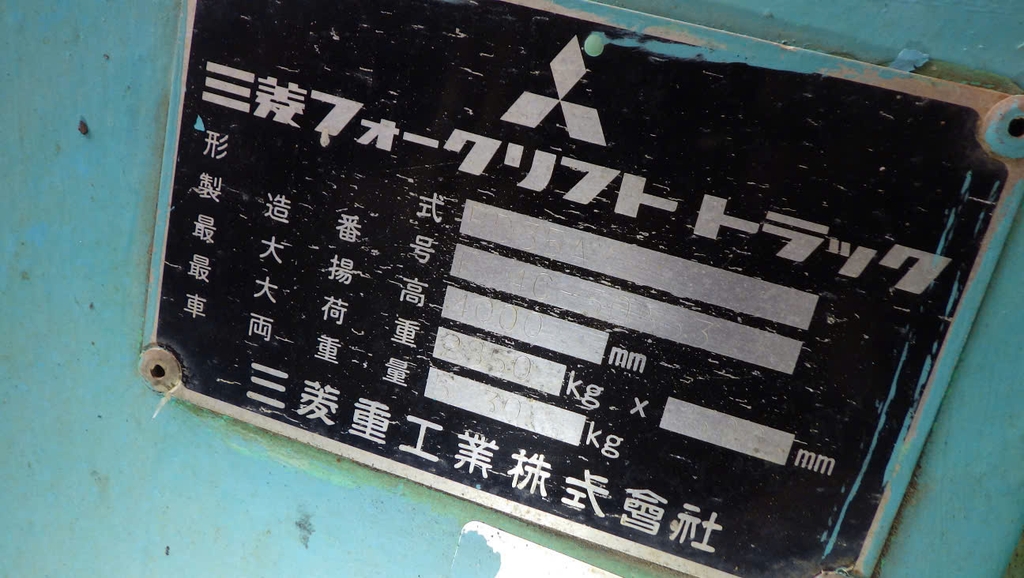 三菱フォークリフト トラック
形式
製造番号
最大揚高 mm
最大荷重 kg x mm
車両重量 kg
三菱重工業株式會社